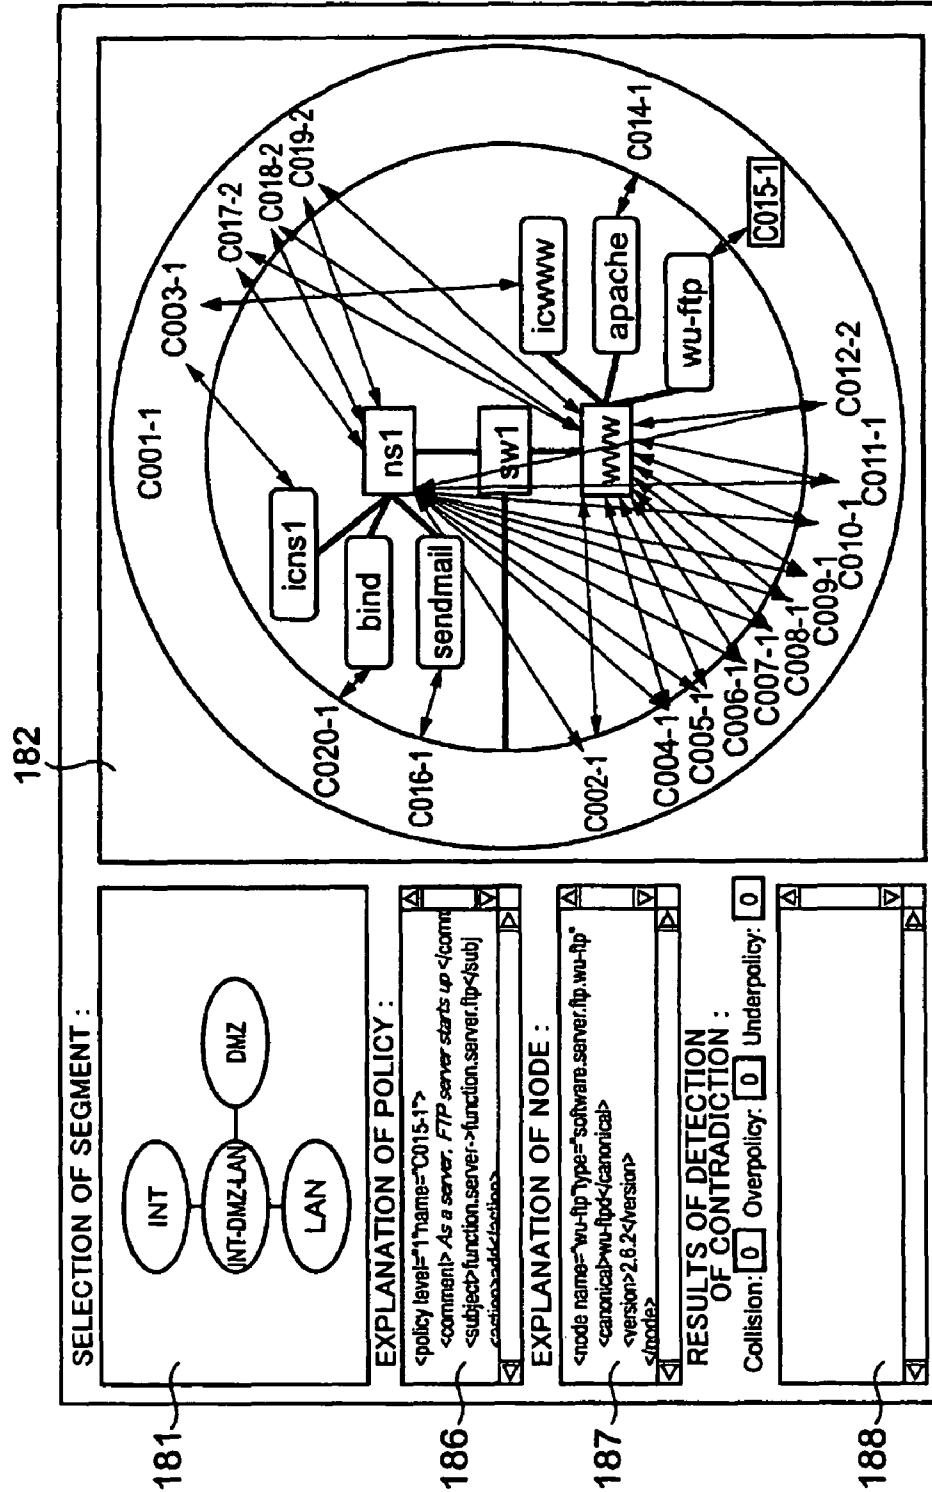 182
181
186
187
188
SELECTION OF SEGMENT :
INT
INT-DMZ-LAN
DMZ
LAN
EXPLANATION OF POLICY :
<policy level="1"name="C015-1">
<comment> As a server, FTP server starts up </comm
<subject>function.server->function.server.ftp</subj
<action>add</action>
EXPLANATION OF NODE :
<node name="wu-ftp"type="software.server.ftp.wu-ftp"
<canonical>wu-ftpd</canonical>
<version>2.6.2</version>
</node>
RESULTS OF DETECTION
OF CONTRADICTION :
Collision: 0 Overpolicy: 0 Underpolicy: 0
C001-1
C003-1
C017-2
C018-2
C019-2
C014-1
C015-1
C012-2
C011-1
C010-1
C009-1
C008-1
C007-1
C006-1
C005-1
C004-1
C002-1
C016-1
C020-1
icns1
bind
sendmail
ns1
sw1
www
icwww
apache
wu-ftp